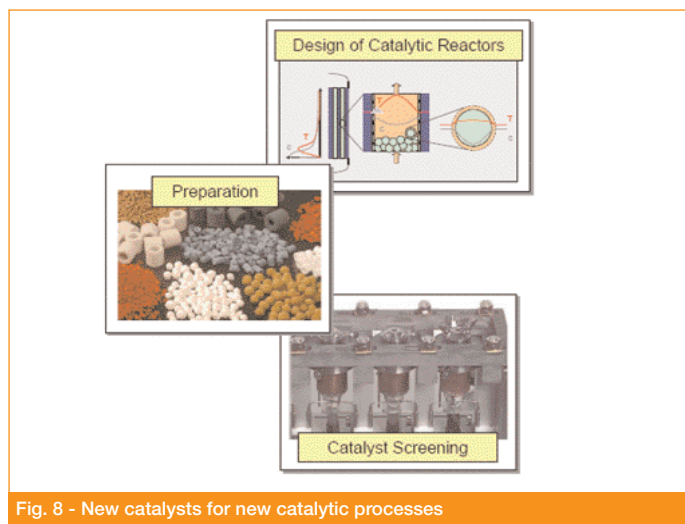 Design of Catalytic Reactors
T
T
T
c
c
c
Preparation
Catalyst Screening
Fig. 8 - New catalysts for new catalytic processes